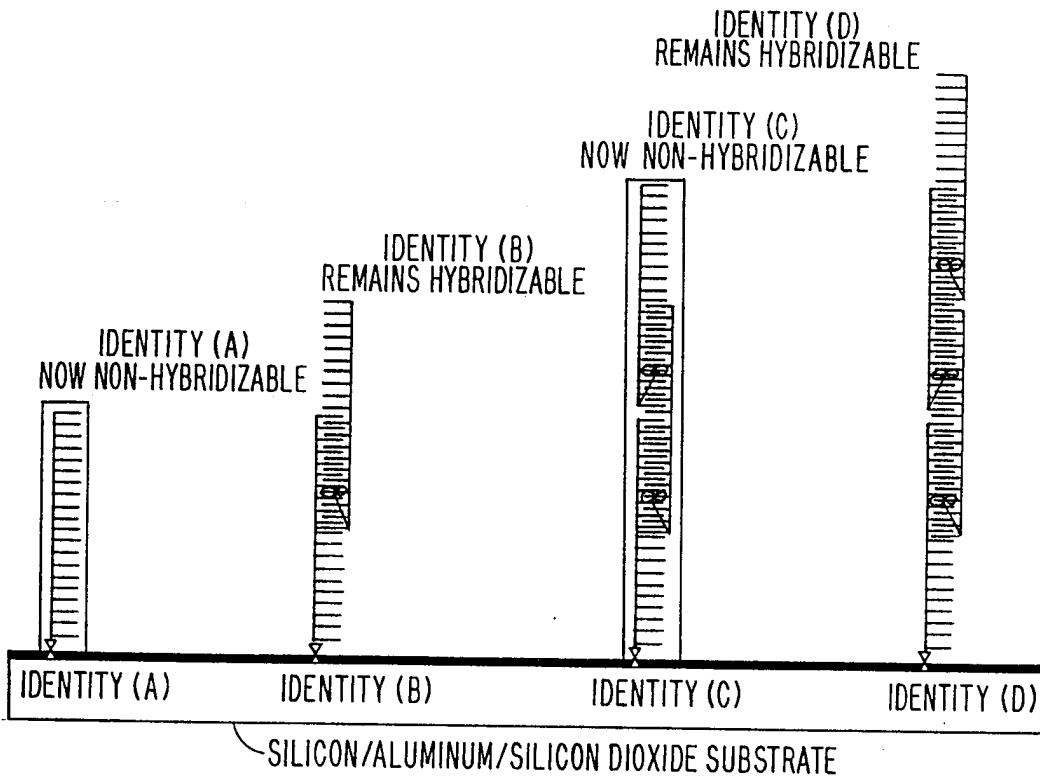 IDENTITY (D)
REMAINS HYBRIDIZABLE
IDENTITY (C)
NOW NON-HYBRIDIZABLE
IDENTITY (B)
REMAINS HYBRIDIZABLE
IDENTITY (A)
NOW NON-HYBRIDIZABLE
IDENTITY (A)
IDENTITY (B)
IDENTITY (C)
IDENTITY (D)
SILICON/ALUMINUM/SILICON DIOXIDE SUBSTRATE